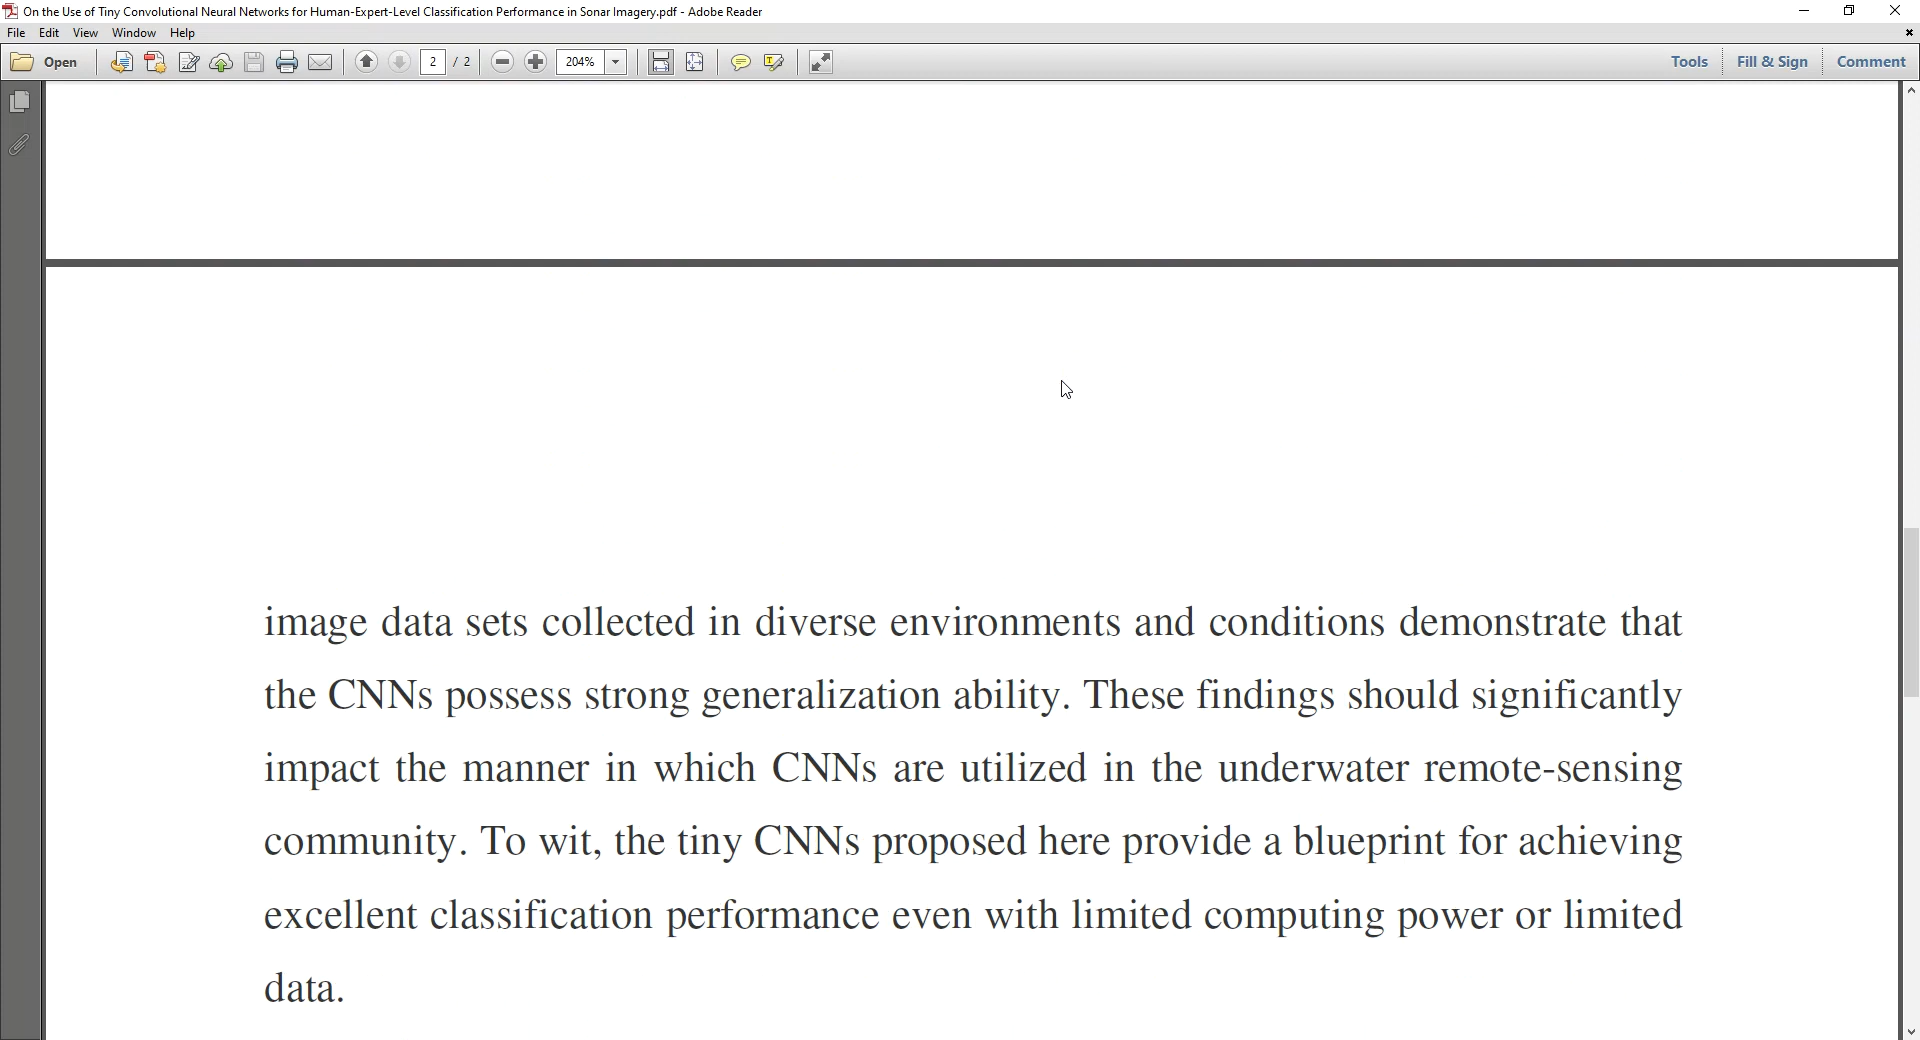 On the Use of Tiny Convolutional Neural Networks for Human-Expert-Level Classification Performance in Sonar Imagery.pdf - Adobe Reader
File Edit View Window Help
Open 2 / 2 204% Tools Fill & Sign Comment
image data sets collected in diverse environments and conditions demonstrate that
the CNNs possess strong generalization ability. These findings should significantly
impact the manner in which CNNs are utilized in the underwater remote-sensing
community. To wit, the tiny CNNs proposed here provide a blueprint for achieving
excellent classification performance even with limited computing power or limited
data.